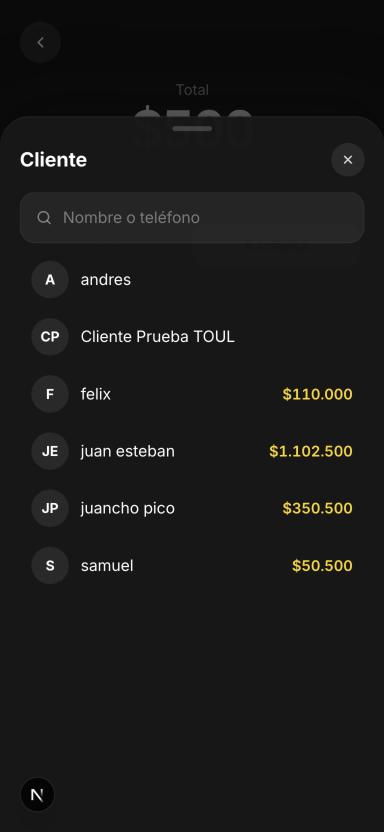 Total
$500
Cliente
Nombre o teléfono
A andres
CP Cliente Prueba TOUL
F felix $110.000
JE juan esteban $1.102.500
JP juancho pico $350.500
S samuel $50.500
N